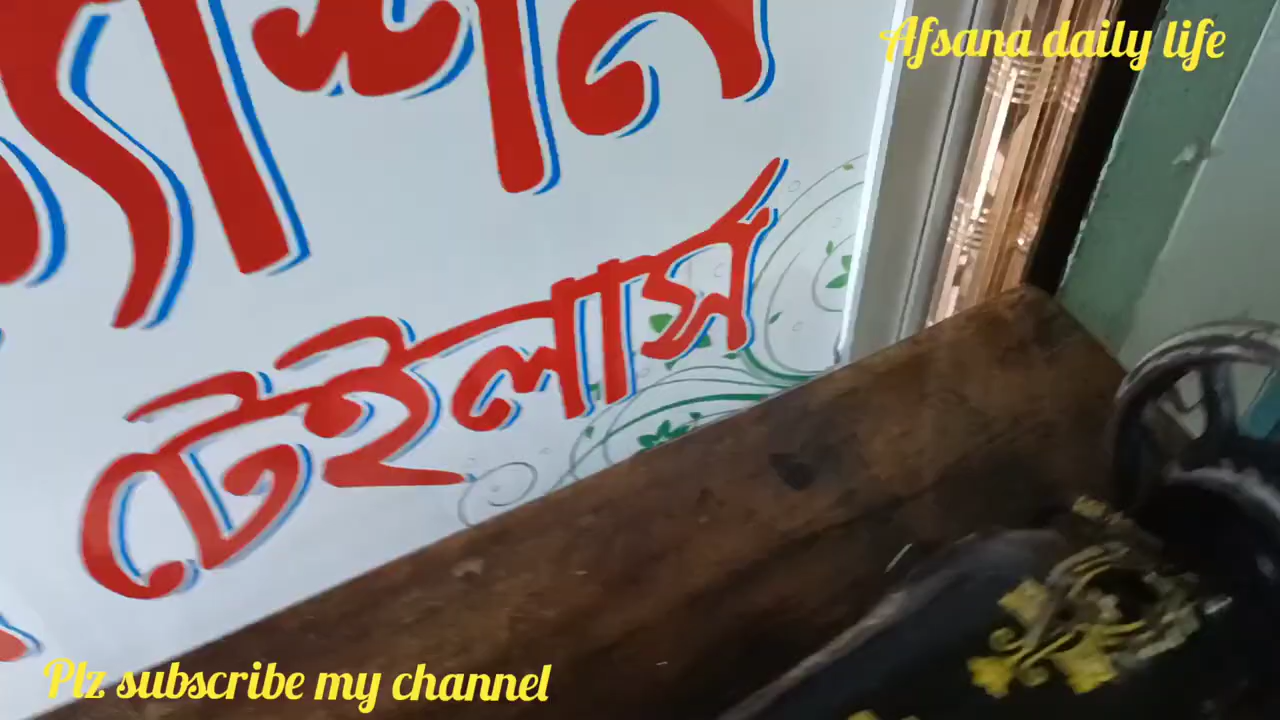 Afsana daily life
টেইলার্স
Plz subscribe my channel